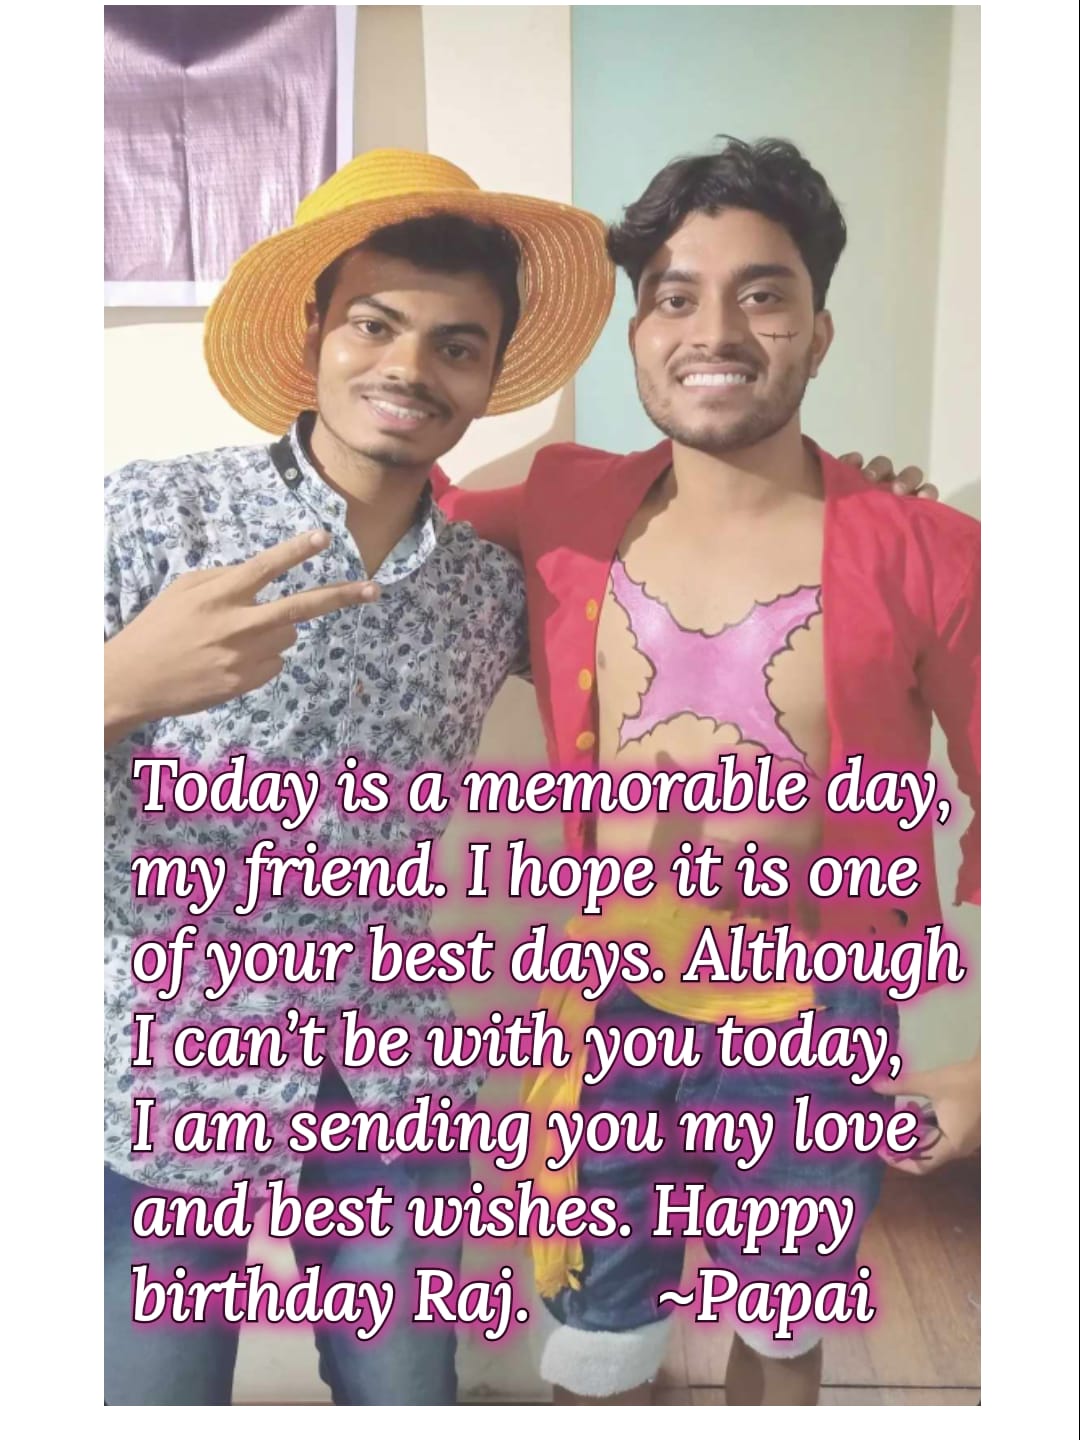 Today is a memorable day,
my friend. I hope it is one
of your best days. Although
I can’t be with you today,
I am sending you my love
and best wishes. Happy
birthday Raj. ~Papai